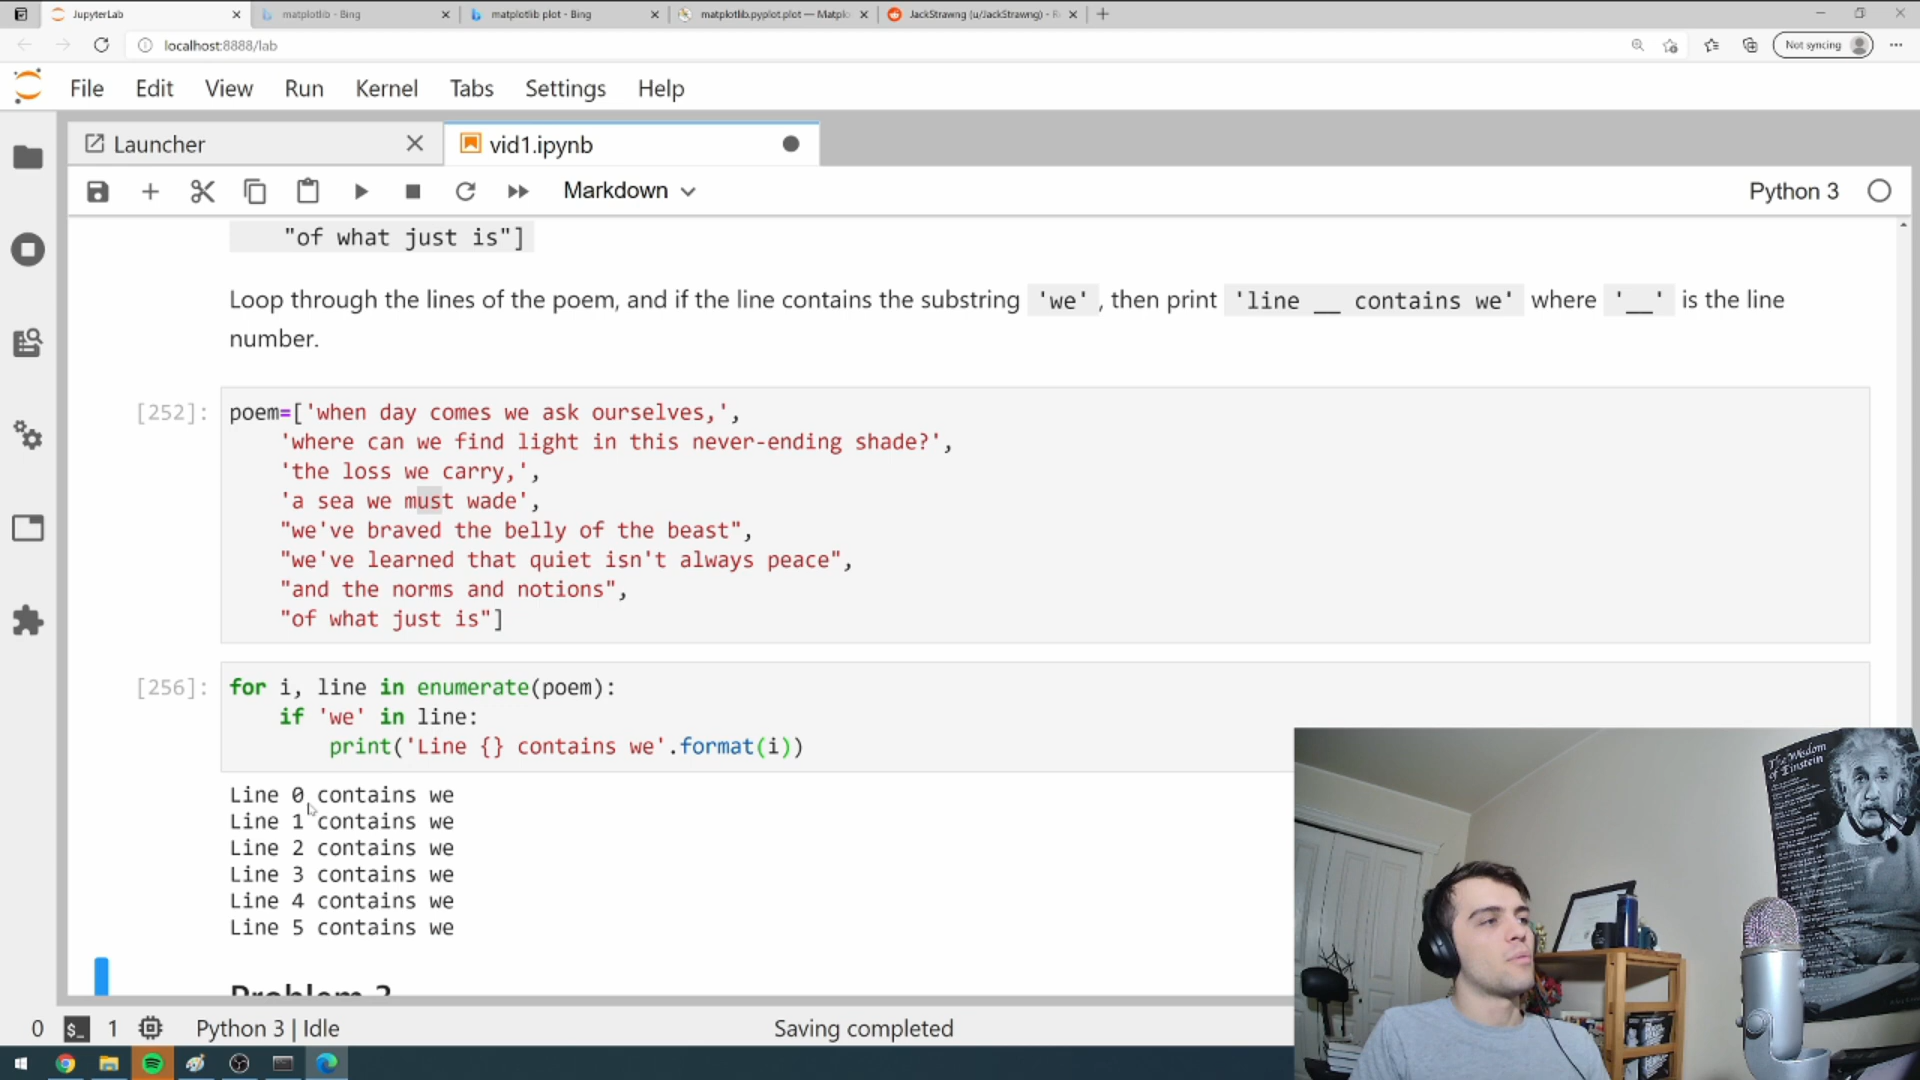 JupyterLab
matplotlib - Bing
matplotlib plot - Bing
matplotlib.pyplot.plot — Matplo
JackStrawng (u/JackStrawng) - R
localhost:8888/lab
Not syncing
File Edit View Run Kernel Tabs Settings Help
Launcher
vid1.ipynb
Markdown
Python 3
"of what just is"]
Loop through the lines of the poem, and if the line contains the substring 'we', then print 'line __ contains we' where '__' is the line
number.
[252]:
poem=['when day comes we ask ourselves,',
'where can we find light in this never-ending shade?',
'the loss we carry,',
'a sea we must wade',
"we've braved the belly of the beast",
"we've learned that quiet isn't always peace",
"and the norms and notions",
"of what just is"]
[256]:
for i, line in enumerate(poem):
if 'we' in line:
print('Line {} contains we'.format(i))
Line 0 contains we
Line 1 contains we
Line 2 contains we
Line 3 contains we
Line 4 contains we
Line 5 contains we
The Wisdom
of Einstein
0
$_
1
Python 3 | Idle
Saving completed